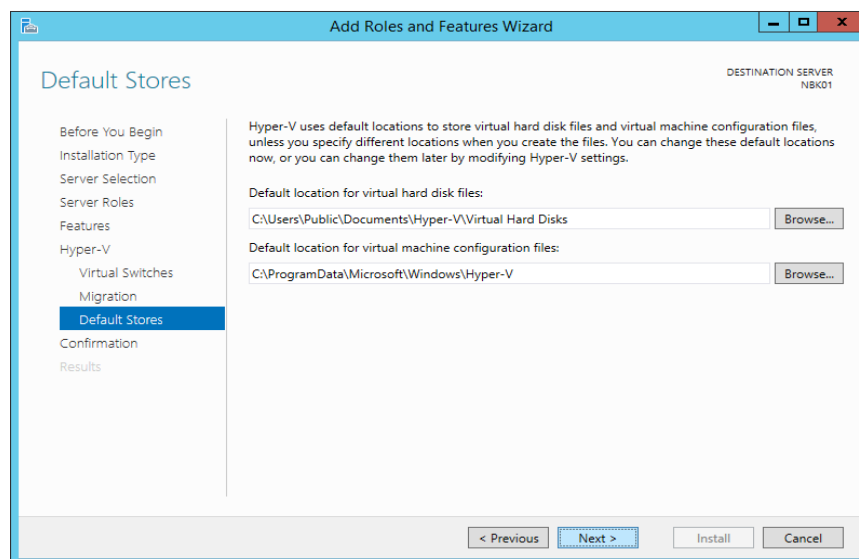 Add Roles and Features Wizard
Default Stores
DESTINATION SERVER
NBK01
Before You Begin
Installation Type
Server Selection
Server Roles
Features
Hyper-V
Virtual Switches
Migration
Default Stores
Confirmation
Results
Hyper-V uses default locations to store virtual hard disk files and virtual machine configuration files,
unless you specify different locations when you create the files. You can change these default locations
now, or you can change them later by modifying Hyper-V settings.
Default location for virtual hard disk files:
C:\Users\Public\Documents\Hyper-V\Virtual Hard Disks
Browse...
Default location for virtual machine configuration files:
C:\ProgramData\Microsoft\Windows\Hyper-V
Browse...
< Previous
Next >
Install
Cancel